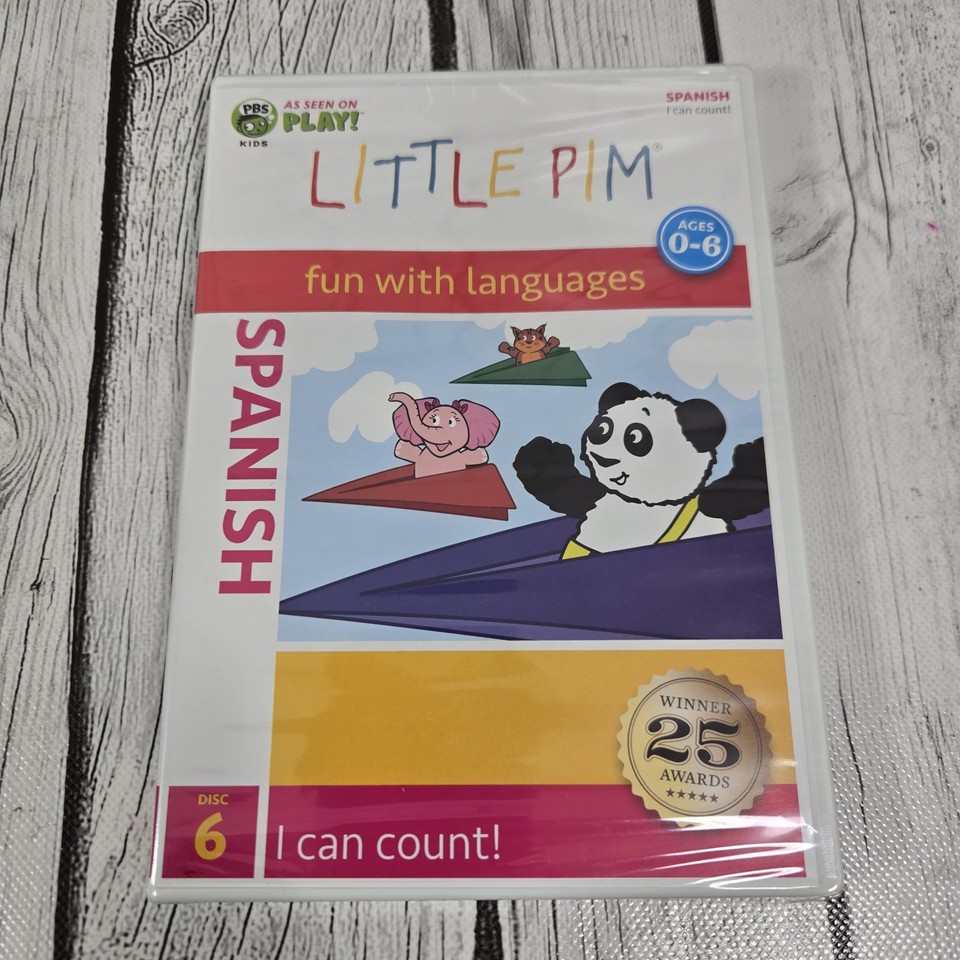 PBS
KIDS
AS SEEN ON
PLAY!™
SPANISH
I can count!
LITTLE PIM®
AGES
0-6
fun with languages
SPANISH
WINNER
25
AWARDS
DISC
6
I can count!